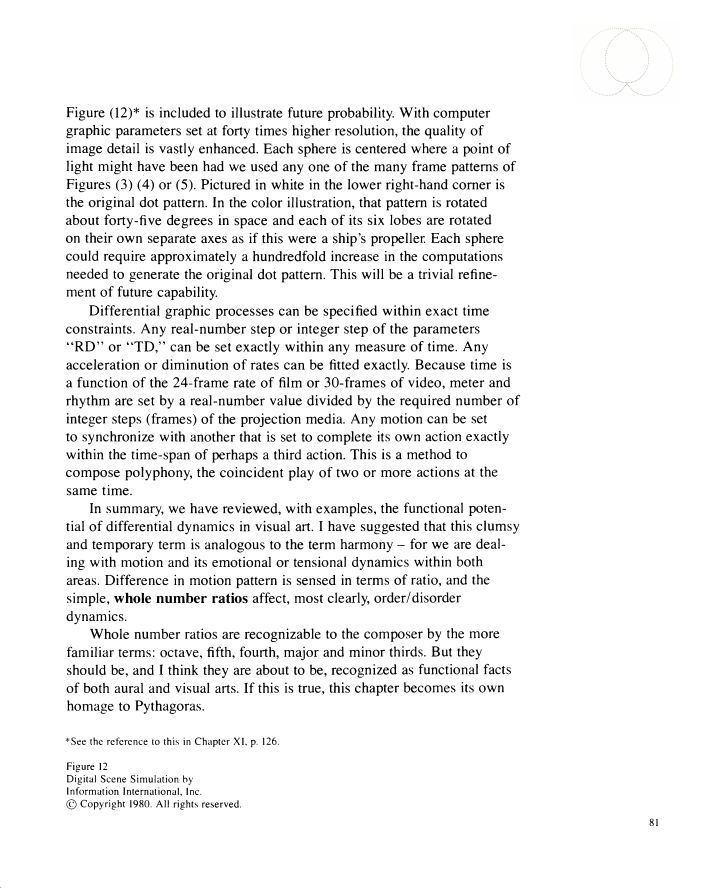 Figure (12)* is included to illustrate future probability. With computer
graphic parameters set at forty times higher resolution, the quality of
image detail is vastly enhanced. Each sphere is centered where a point of
light might have been had we used any one of the many frame patterns of
Figures (3) (4) or (5). Pictured in white in the lower right-hand corner is
the original dot pattern. In the color illustration, that pattern is rotated
about forty-five degrees in space and each of its six lobes are rotated
on their own separate axes as if this were a ship's propeller. Each sphere
could require approximately a hundredfold increase in the computations
needed to generate the original dot pattern. This will be a trivial refine-
ment of future capability.
Differential graphic processes can be specified within exact time
constraints. Any real-number step or integer step of the parameters
“RD” or “TD,” can be set exactly within any measure of time. Any
acceleration or diminution of rates can be fitted exactly. Because time is
a function of the 24-frame rate of film or 30-frames of video, meter and
rhythm are set by a real-number value divided by the required number of
integer steps (frames) of the projection media. Any motion can be set
to synchronize with another that is set to complete its own action exactly
within the time-span of perhaps a third action. This is a method to
compose polyphony, the coincident play of two or more actions at the
same time.
In summary, we have reviewed, with examples, the functional poten-
tial of differential dynamics in visual art. I have suggested that this clumsy
and temporary term is analogous to the term harmony – for we are deal-
ing with motion and its emotional or tensional dynamics within both
areas. Difference in motion pattern is sensed in terms of ratio, and the
simple, whole number ratios affect, most clearly, order/disorder
dynamics.
Whole number ratios are recognizable to the composer by the more
familiar terms: octave, fifth, fourth, major and minor thirds. But they
should be, and I think they are about to be, recognized as functional facts
of both aural and visual arts. If this is true, this chapter becomes its own
homage to Pythagoras.
*See the reference to this in Chapter XI, p. 126.
Figure 12
Digital Scene Simulation by
Information International, Inc.
© Copyright 1980. All rights reserved.
81